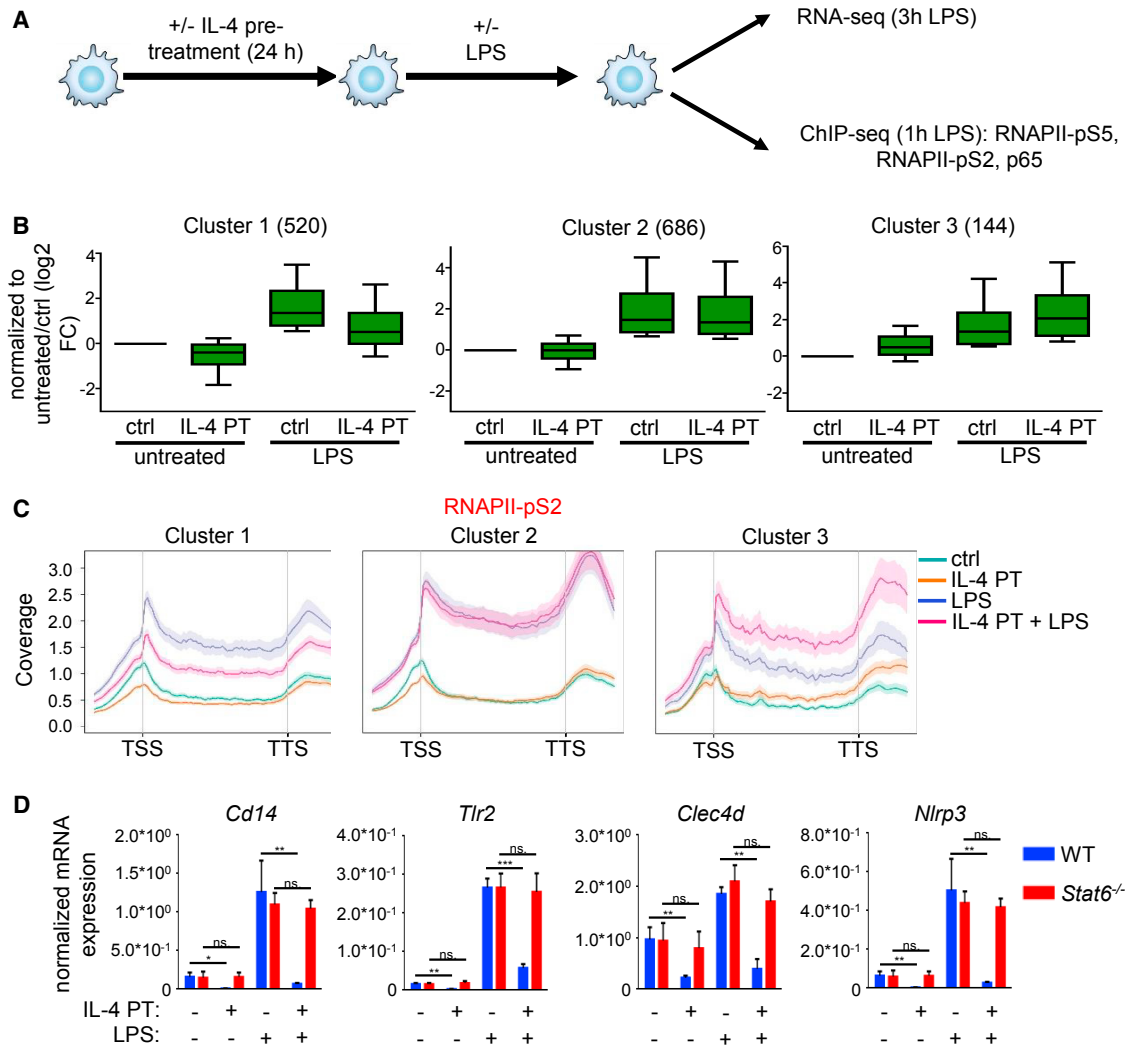 A
+/- IL-4 pre-
treatment (24 h)
+/-
LPS
RNA-seq (3h LPS)
ChIP-seq (1h LPS): RNAPII-pS5,
RNAPII-pS2, p65
B
normalized to
untreated/ctrl (log2
FC)
Cluster 1 (520)
4
2
0
-2
ctrl IL-4 PT ctrl IL-4 PT
untreated LPS
Cluster 2 (686)
4
2
0
-2
ctrl IL-4 PT ctrl IL-4 PT
untreated LPS
Cluster 3 (144)
6
4
2
0
-2
ctrl IL-4 PT ctrl IL-4 PT
untreated LPS
C
RNAPII-pS2
Cluster 1 Cluster 2 Cluster 3
Coverage
3.0
2.5
2.0
1.5
1.0
0.5
0.0
TSS TTS TSS TTS TSS TTS
ctrl
IL-4 PT
LPS
IL-4 PT + LPS
D
normalized mRNA
expression
Cd14
2.0*10⁰
1.5*10⁰
1.0*10⁰
5.0*10⁻¹
0
* ns. ** ns.
Tlr2
4.0*10⁻¹
3.0*10⁻¹
2.0*10⁻¹
1.0*10⁻¹
0
** ns. *** ns.
Clec4d
3.0*10⁰
2.0*10⁰
1.0*10⁰
0
** ns. ** ns.
Nlrp3
8.0*10⁻¹
6.0*10⁻¹
4.0*10⁻¹
2.0*10⁻¹
0
** ns. ** ns.
WT
Stat6⁻/⁻
IL-4 PT: - + - + - + - + - + - + - + - +
LPS: - - + + - - + + - - + + - - + +